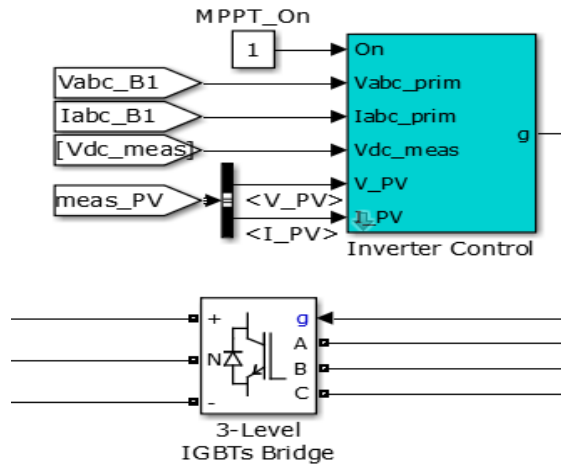 MPPT_On
1
On
Vabc_B1
Vabc_prim
Iabc_B1
Iabc_prim
[Vdc_meas]
Vdc_meas
g
meas_PV
V_PV
<V_PV>
I_PV
<I_PV>
Inverter Control
+
g
A
N
B
C
-
3-Level
IGBTs Bridge